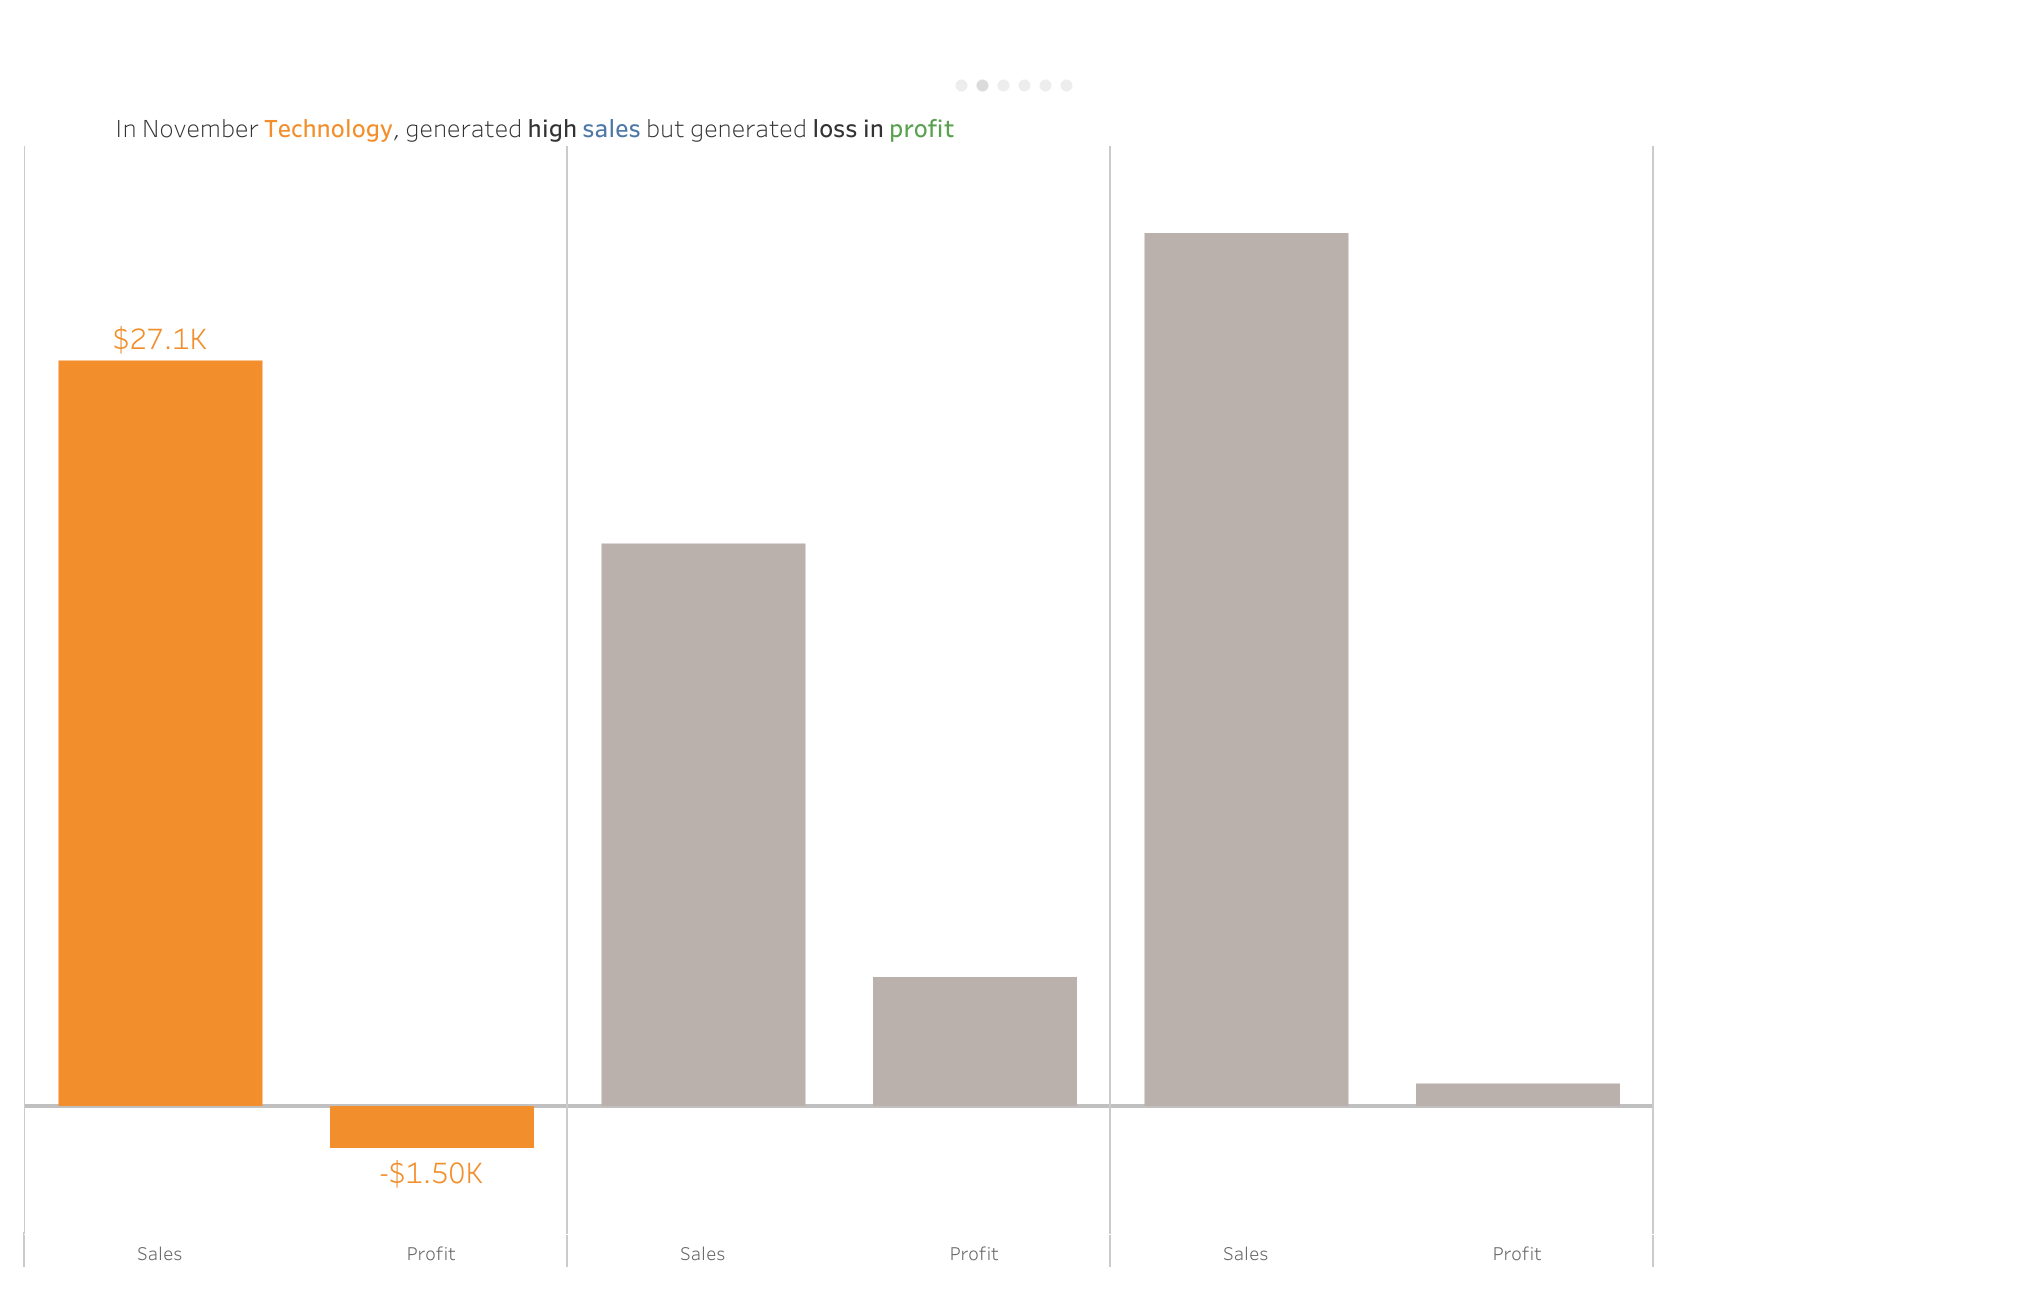 In November Technology, generated high sales but generated loss in profit
$27.1K
-$1.50K
Sales Profit Sales Profit Sales Profit